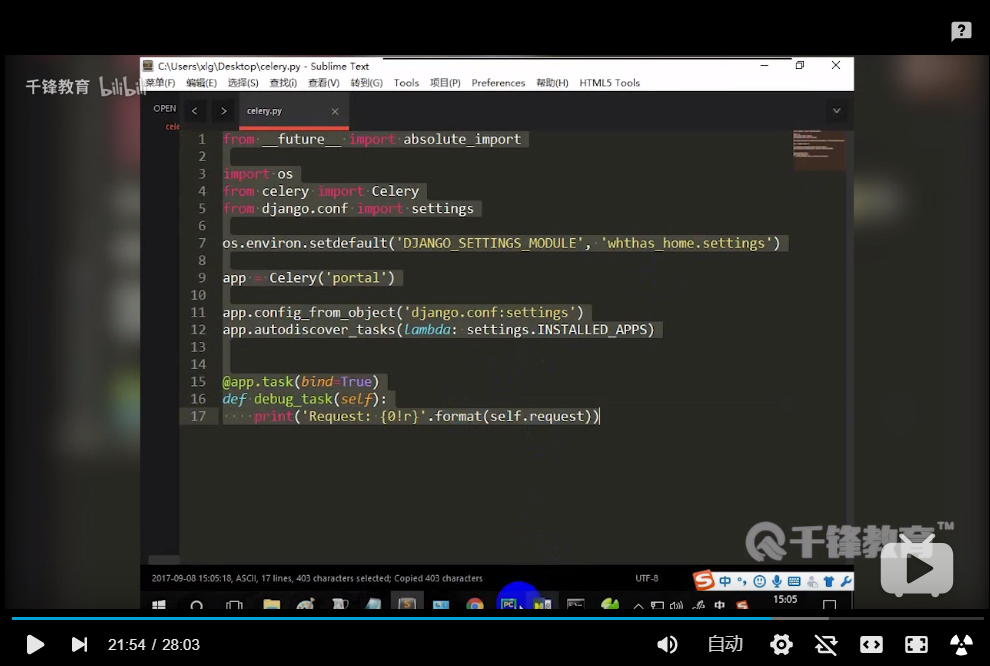 C:\Users\xlg\Desktop\celery.py - Sublime Text
千锋教育 bilibili
菜单(F) 编辑(E) 选择(S) 查找(i) 查看(V) 转到(G) Tools 项目(P) Preferences 帮助(H) HTML5 Tools
OPEN
celery.py
cele
1 from __future__ import absolute_import
2
3 import os
4 from celery import Celery
5 from django.conf import settings
6
7 os.environ.setdefault('DJANGO_SETTINGS_MODULE', 'whthas_home.settings')
8
9 app = Celery('portal')
10
11 app.config_from_object('django.conf:settings')
12 app.autodiscover_tasks(lambda: settings.INSTALLED_APPS)
13
14
15 @app.task(bind=True)
16 def debug_task(self):
17 print('Request: {0!r}'.format(self.request))
千锋教育™
2017-09-08 15:05:18, ASCII, 17 lines, 403 characters selected; Copied 403 characters
UTF-8
中
15:05
中
21:54 / 28:03
自动